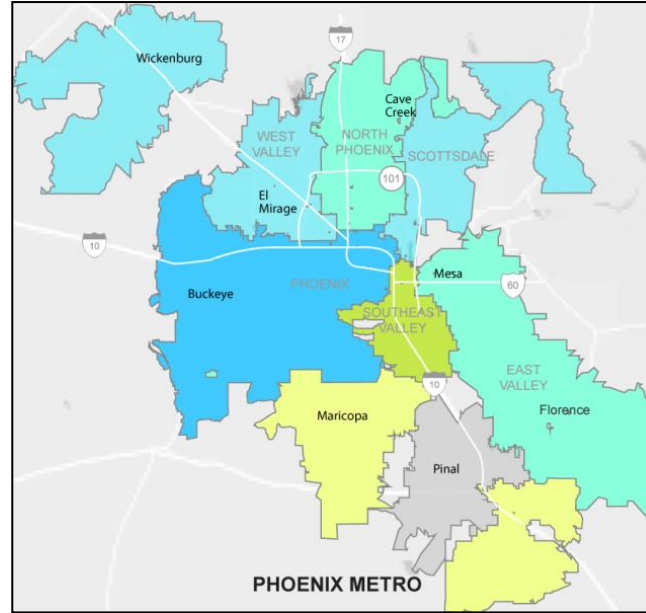 Wickenburg
17
Cave
Creek
WEST
VALLEY
NORTH
PHOENIX
SCOTTSDALE
101
El
Mirage
10
Mesa
60
Buckeye
PHOENIX
SOUTHEAST
VALLEY
EAST
VALLEY
10
Maricopa
Florence
Pinal
PHOENIX METRO